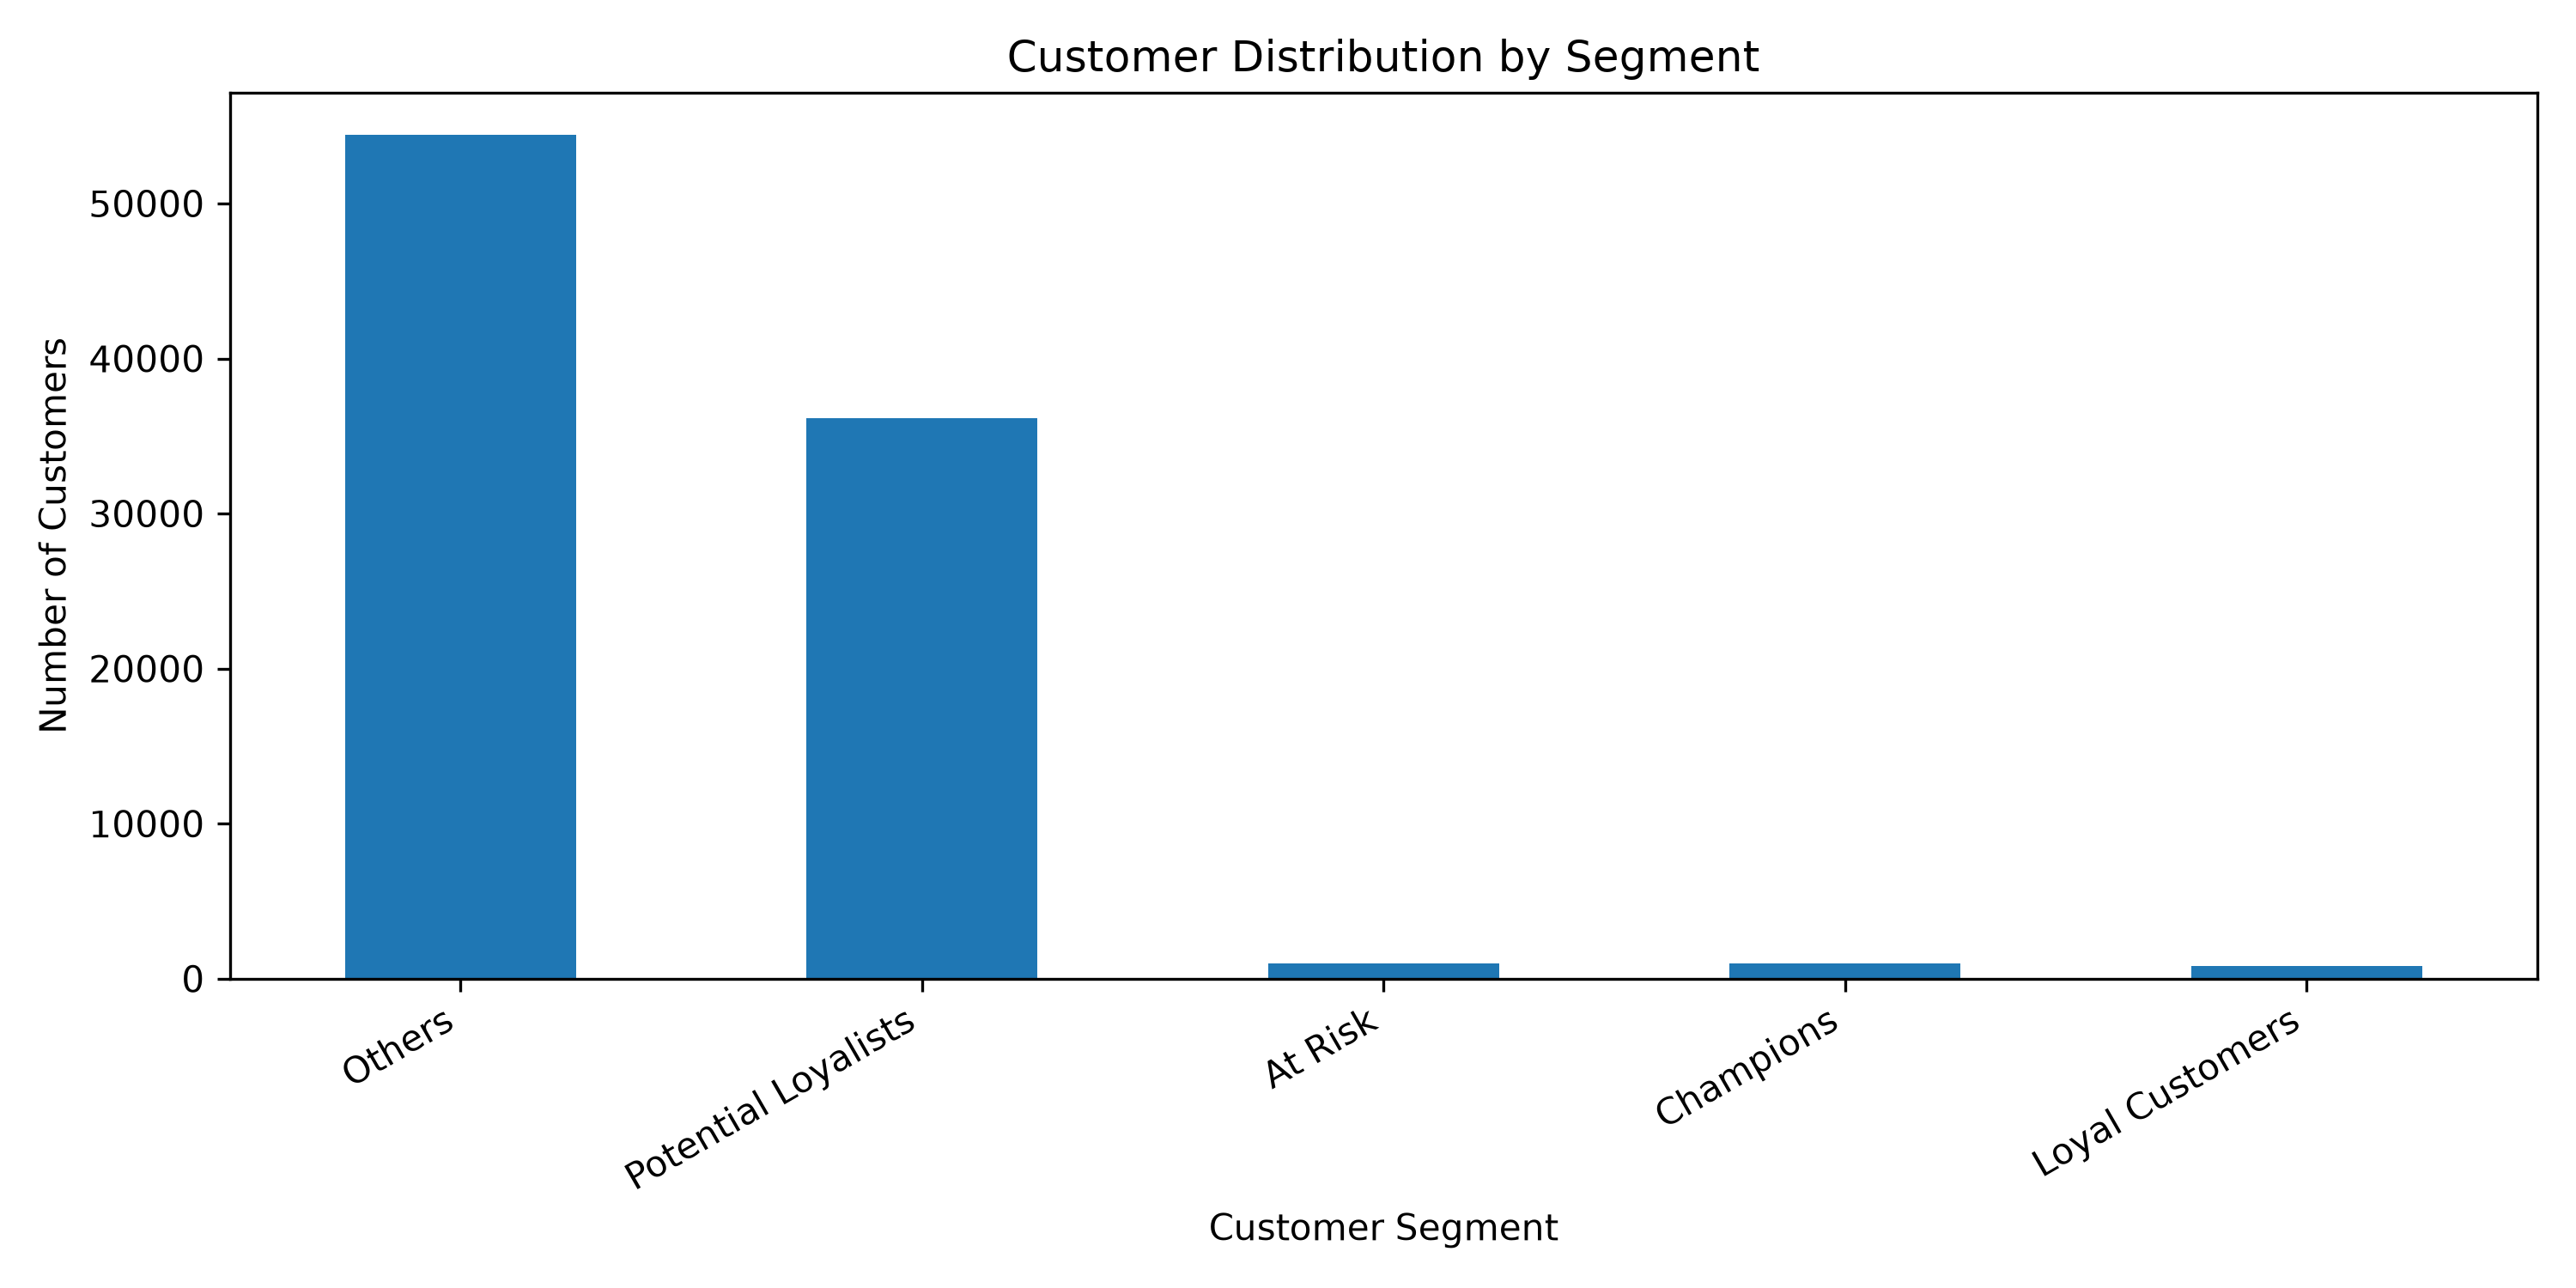 Customer Distribution by Segment
Number of Customers
50000
40000
30000
20000
10000
0
Others
Potential Loyalists
At Risk
Champions
Loyal Customers
Customer Segment